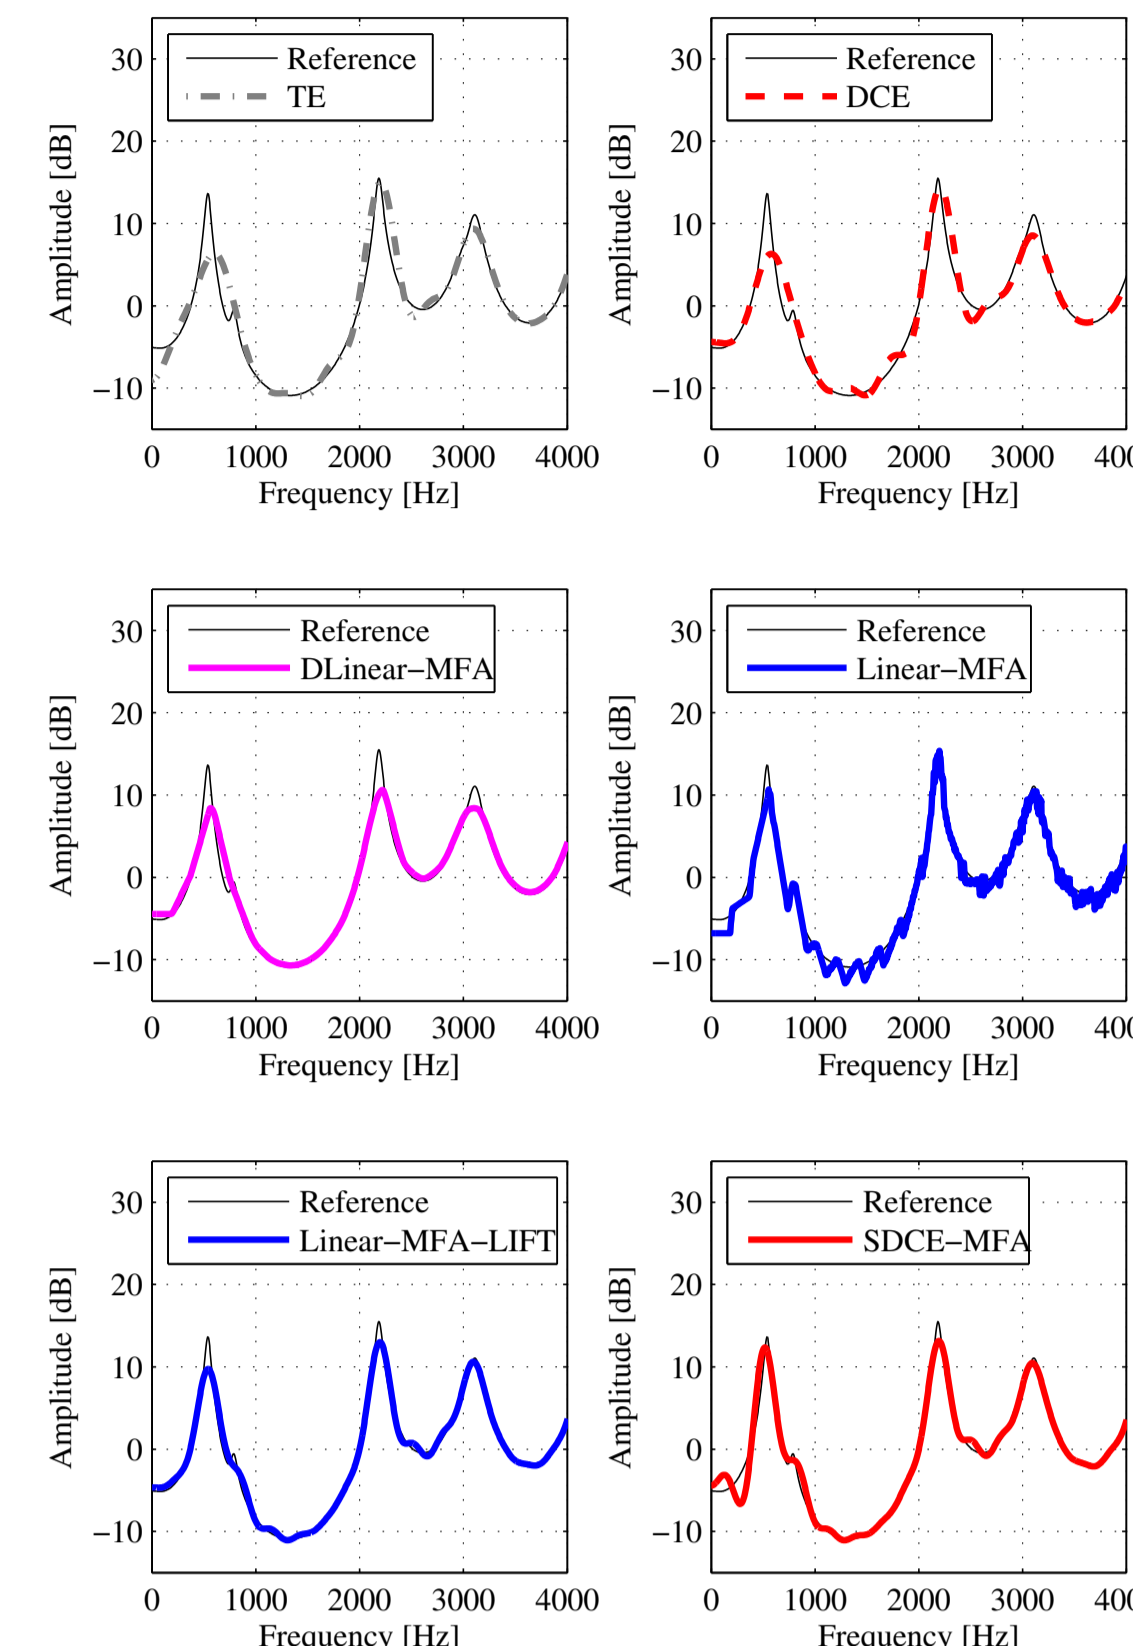 Reference
TE
30
20
10
0
−10
Amplitude [dB]
0 1000 2000 3000 4000
Frequency [Hz]
Reference
DCE
30
20
10
0
−10
Amplitude [dB]
0 1000 2000 3000 400
Frequency [Hz]
Reference
DLinear−MFA
30
20
10
0
−10
Amplitude [dB]
0 1000 2000 3000 4000
Frequency [Hz]
Reference
Linear−MFA
30
20
10
0
−10
Amplitude [dB]
0 1000 2000 3000 400
Frequency [Hz]
Reference
Linear−MFA−LIFT
30
20
10
0
−10
Amplitude [dB]
0 1000 2000 3000 4000
Frequency [Hz]
Reference
SDCE−MFA
30
20
10
0
−10
Amplitude [dB]
0 1000 2000 3000 400
Frequency [Hz]